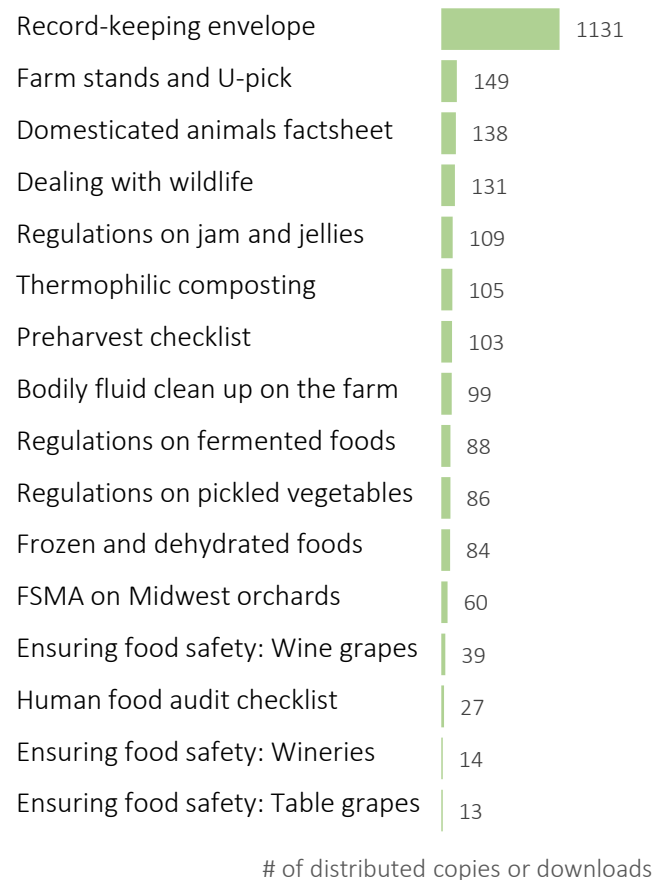 Record-keeping envelope 1131
Farm stands and U-pick 149
Domesticated animals factsheet 138
Dealing with wildlife 131
Regulations on jam and jellies 109
Thermophilic composting 105
Preharvest checklist 103
Bodily fluid clean up on the farm 99
Regulations on fermented foods 88
Regulations on pickled vegetables 86
Frozen and dehydrated foods 84
FSMA on Midwest orchards 60
Ensuring food safety: Wine grapes 39
Human food audit checklist 27
Ensuring food safety: Wineries 14
Ensuring food safety: Table grapes 13
# of distributed copies or downloads